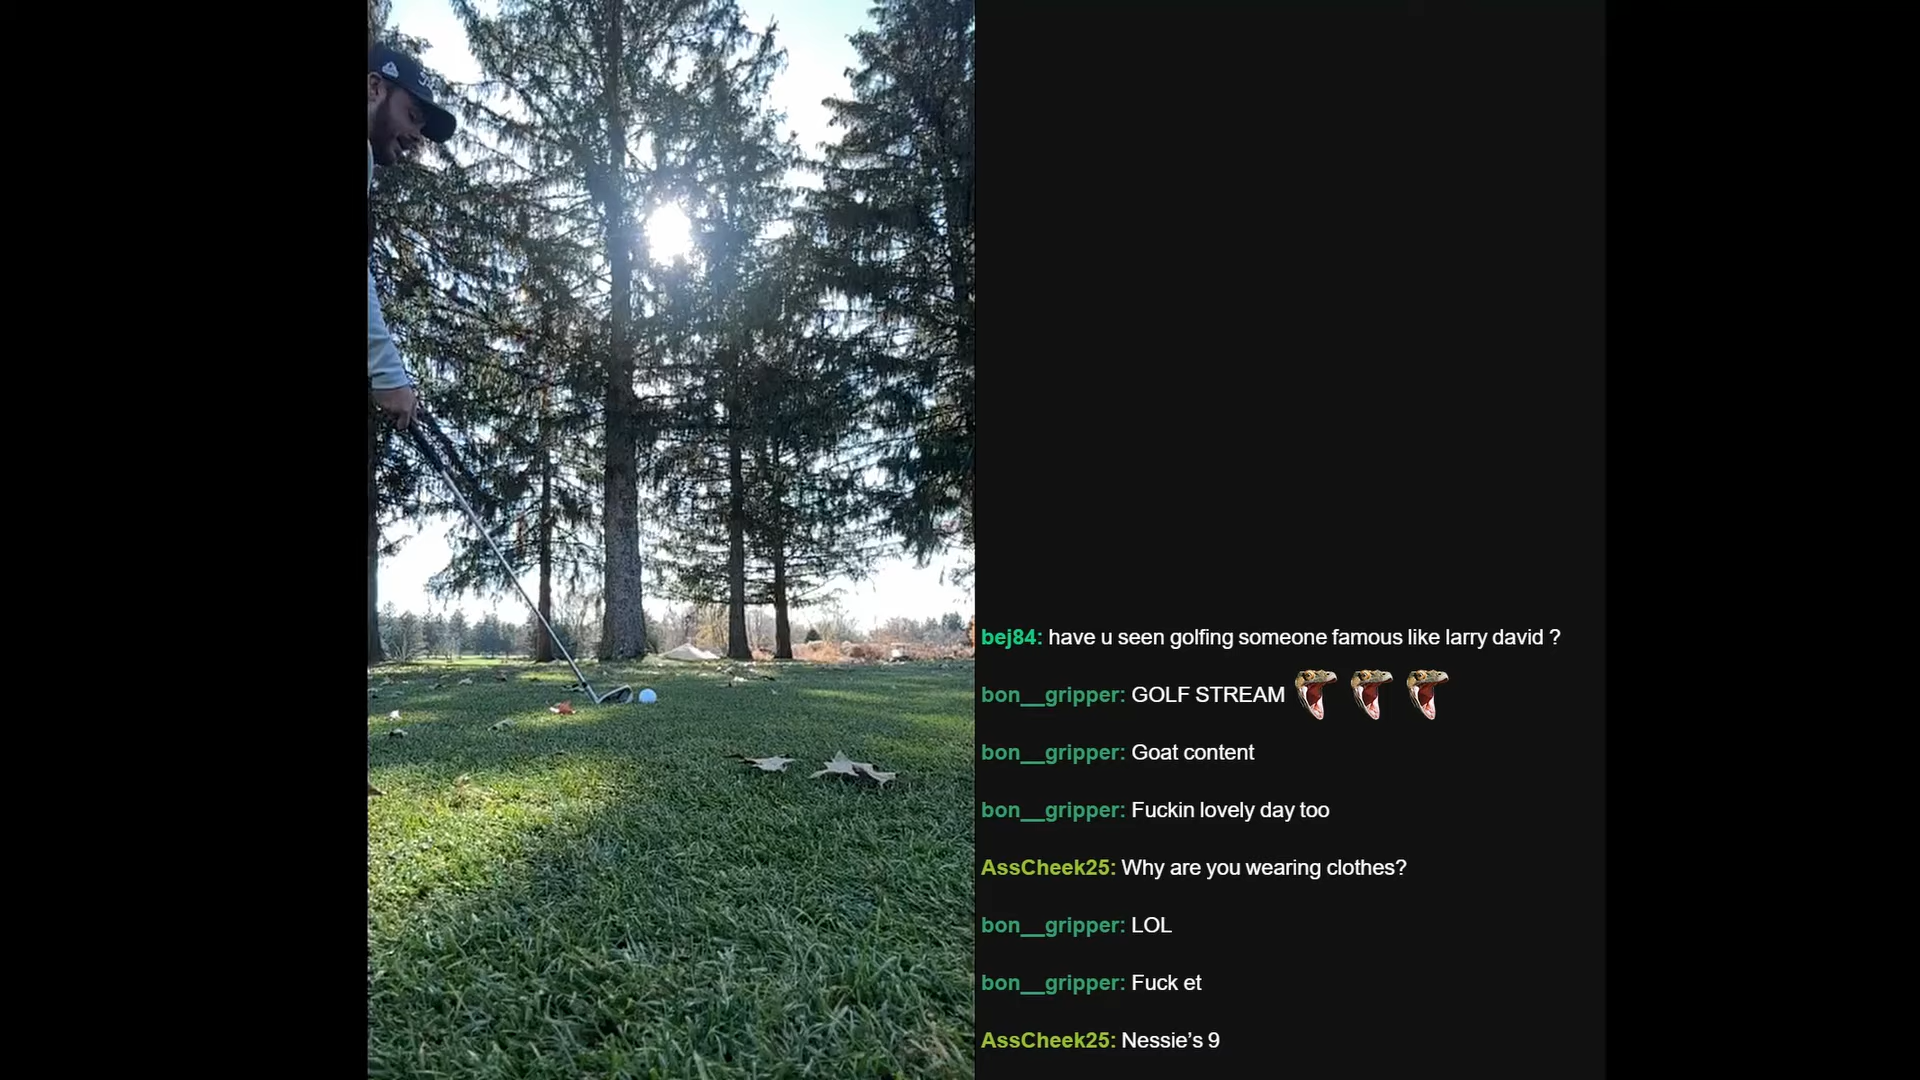 bej84: have u seen golfing someone famous like larry david ?
bon__gripper: GOLF STREAM
bon__gripper: Goat content
bon__gripper: Fuckin lovely day too
AssCheek25: Why are you wearing clothes?
bon__gripper: LOL
bon__gripper: Fuck et
AssCheek25: Nessie’s 9